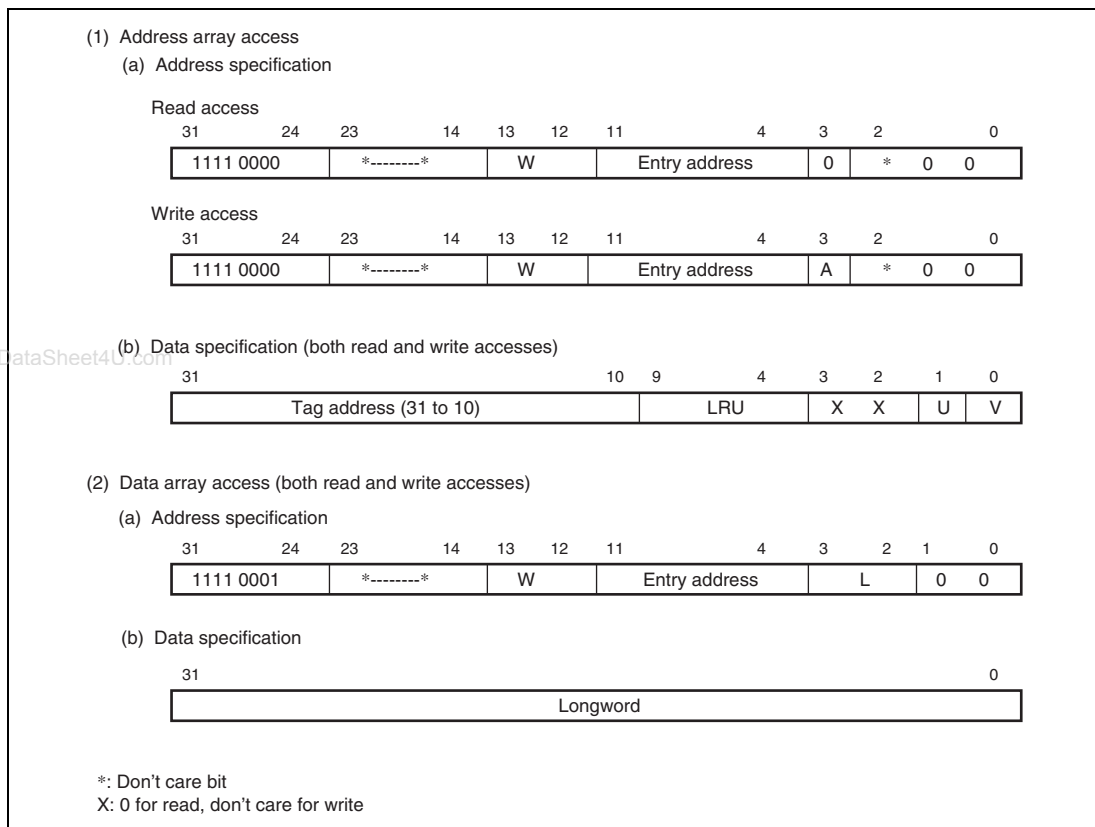 (1) Address array access
(a) Address specification
Read access
31 24 23 14 13 12 11 4 3 2 0
1111 0000 *--------* W Entry address 0 * 0 0
Write access
31 24 23 14 13 12 11 4 3 2 0
1111 0000 *--------* W Entry address A * 0 0
(b) Data specification (both read and write accesses)
DataSheet4U.com
31 10 9 4 3 2 1 0
Tag address (31 to 10) LRU X X U V
(2) Data array access (both read and write accesses)
(a) Address specification
31 24 23 14 13 12 11 4 3 2 1 0
1111 0001 *--------* W Entry address L 0 0
(b) Data specification
31 0
Longword
*: Don't care bit
X: 0 for read, don't care for write